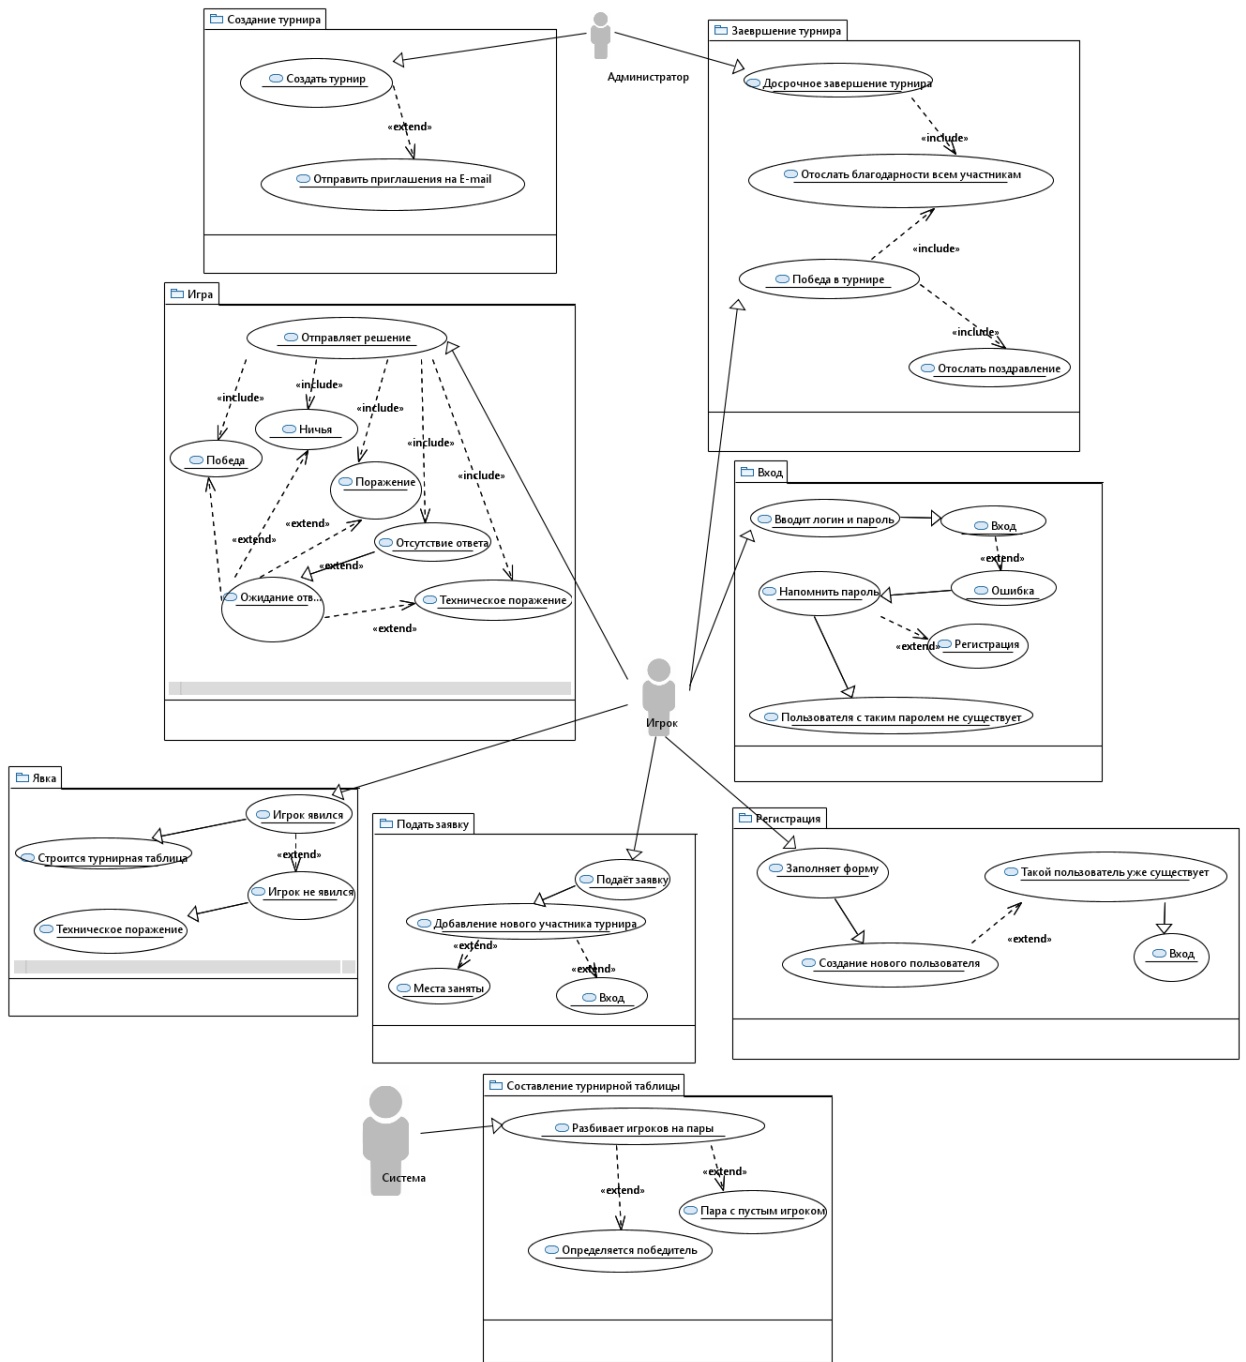 Создание турнира
Создать турнир
«extend»
Отправить приглашения на E-mail
Администратор
Заевршение турнира
Досрочное завершение турнира
«include»
Отослать благодарности всем участникам
«include»
Победа в турнире
«include»
Отослать поздравление
Игра
Отправляет решение
«include»
«include»
«include»
«include»
«include»
Ничья
Победа
Поражение
«extend»
«extend»
Отсутствие ответа
«extend»
Ожидание отв...
Техническое поражение
«extend»
Вход
Вводит логин и пароль
Вход
«extend»
Напомнить пароль
Ошибка
«extend»
Регистрация
Пользователя с таким паролем не существует
Игрок
Явка
Игрок явился
Строится турнирная таблица
«extend»
Игрок не явился
Техническое поражение
Подать заявку
Подаёт заявку
Добавление нового участника турнира
«extend»
«extend»
Места заняты
Вход
Регистрация
Заполняет форму
Такой пользователь уже существует
«extend»
Создание нового пользователя
Вход
Система
Составление турнирной таблицы
Разбивает игроков на пары
«extend»
«extend»
Пара с пустым игроком
Определяется победитель